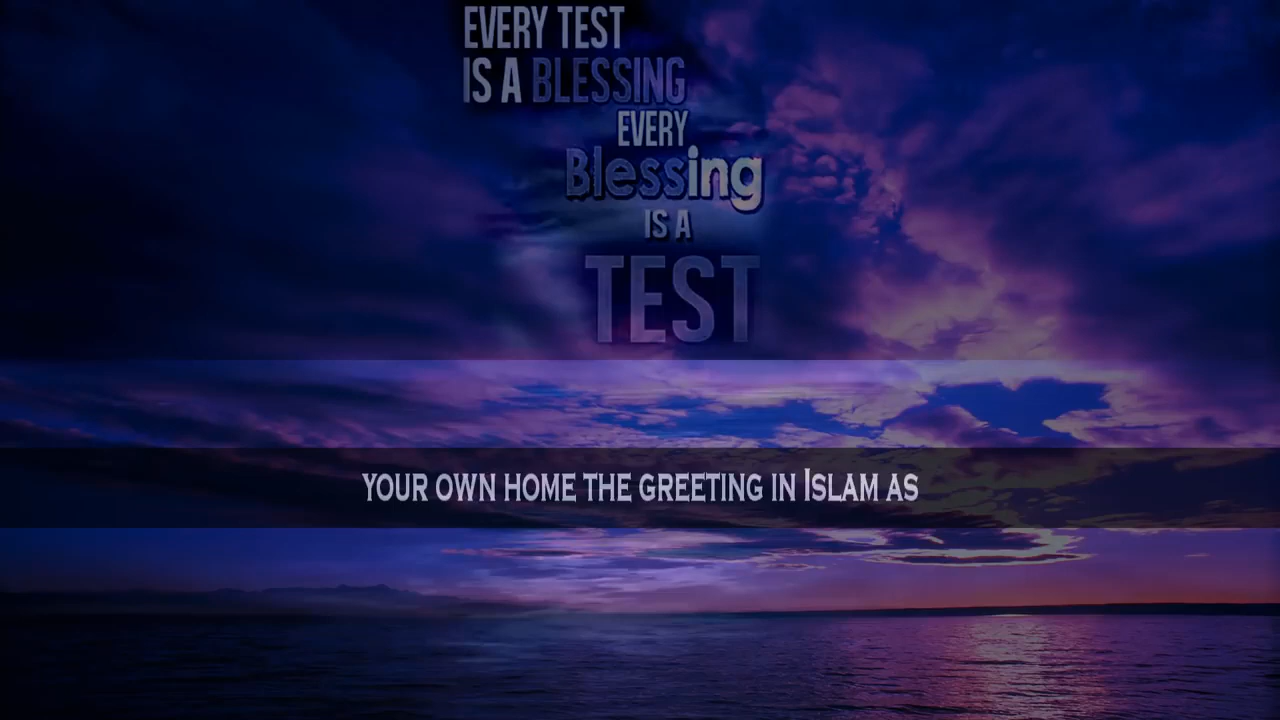 EVERY TEST
IS A BLESSING
EVERY
Blessing
IS A
TEST
YOUR OWN HOME THE GREETING IN ISLAM AS